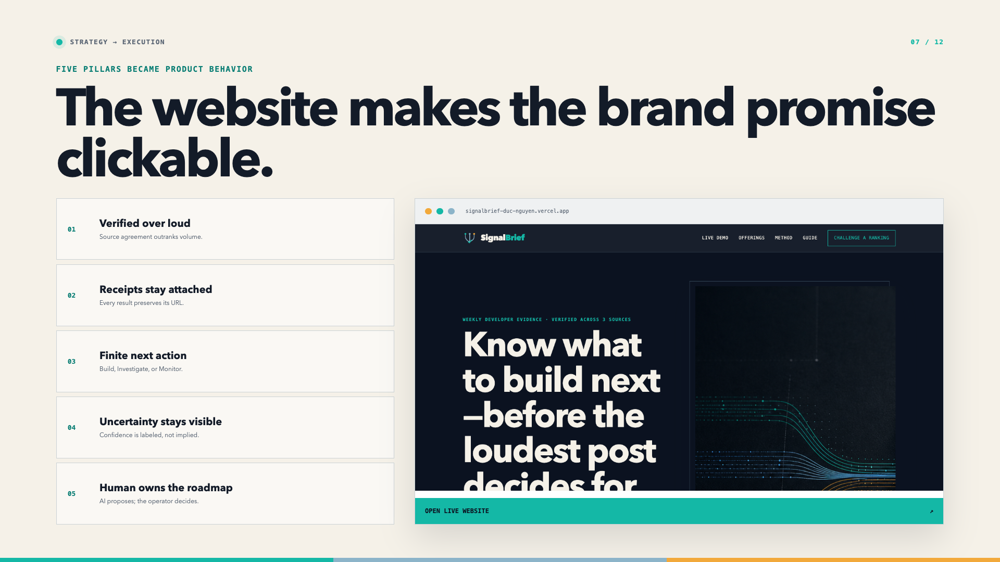 STRATEGY → EXECUTION
07 / 12
FIVE PILLARS BECAME PRODUCT BEHAVIOR
The website makes the brand promise
clickable.
01
Verified over loud
Source agreement outranks volume.
02
Receipts stay attached
Every result preserves its URL.
03
Finite next action
Build, Investigate, or Monitor.
04
Uncertainty stays visible
Confidence is labeled, not implied.
05
Human owns the roadmap
AI proposes; the operator decides.
signalbrief-duc-nguyen.vercel.app
SignalBrief
LIVE DEMO
OFFERINGS
METHOD
GUIDE
CHALLENGE A RANKING
WEEKLY DEVELOPER EVIDENCE · VERIFIED ACROSS 3 SOURCES
Know what
to build next
—before the
loudest post
decides for
OPEN LIVE WEBSITE ↗